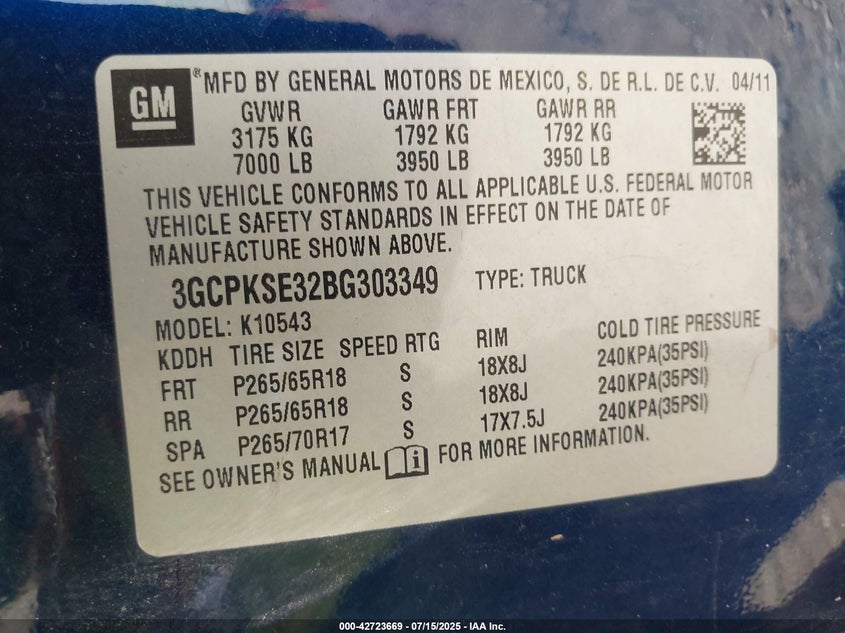 GM ® MFD BY GENERAL MOTORS DE MEXICO, S. DE R.L. DE C.V. 04/11
GVWR GAWR FRT GAWR RR
3175 KG 1792 KG 1792 KG
7000 LB 3950 LB 3950 LB
THIS VEHICLE CONFORMS TO ALL APPLICABLE U.S. FEDERAL MOTOR
VEHICLE SAFETY STANDARDS IN EFFECT ON THE DATE OF
MANUFACTURE SHOWN ABOVE.
3GCPKSE32BG303349 TYPE: TRUCK
MODEL: K10543
KDDH TIRE SIZE SPEED RTG RIM COLD TIRE PRESSURE
FRT P265/65R18 S 18X8J 240KPA(35PSI)
RR P265/65R18 S 18X8J 240KPA(35PSI)
SPA P265/70R17 S 17X7.5J 240KPA(35PSI)
SEE OWNER'S MANUAL i FOR MORE INFORMATION.
000-42723669 - 07/15/2025 - IAA Inc.